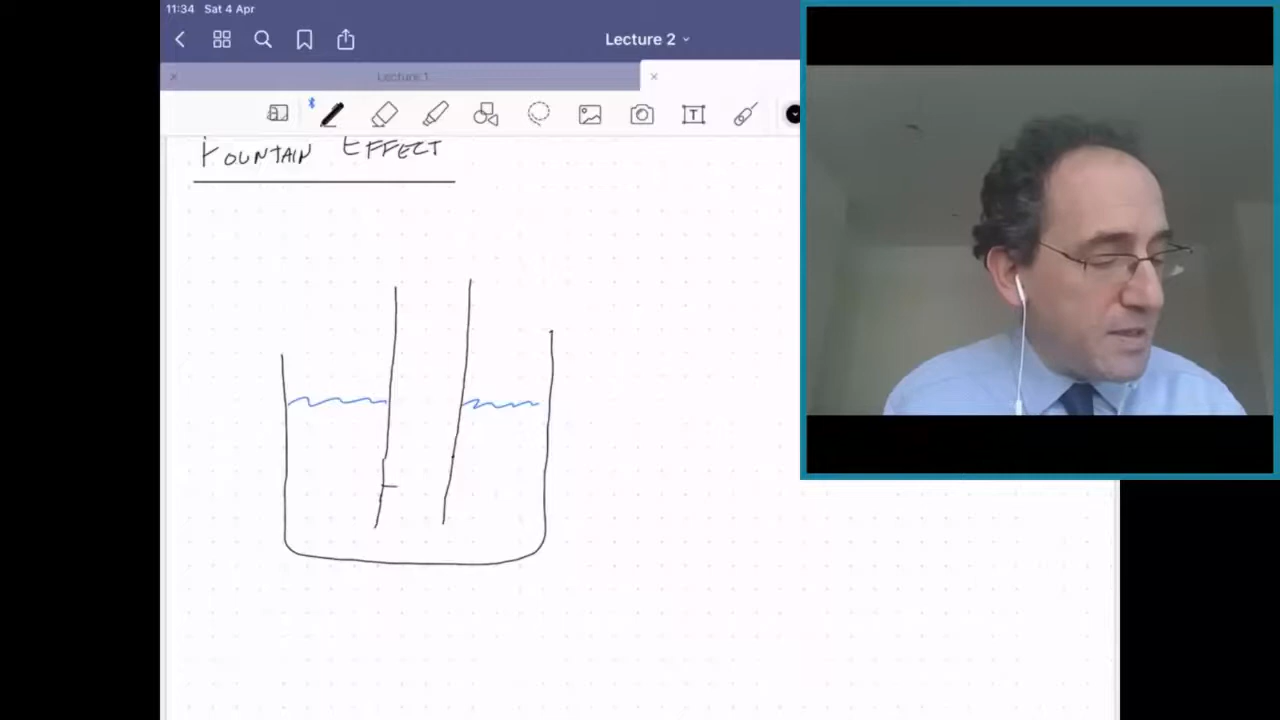 11:34 Sat 4 Apr
Lecture 2
Lecture 1
T
FOUNTAIN EFFECT